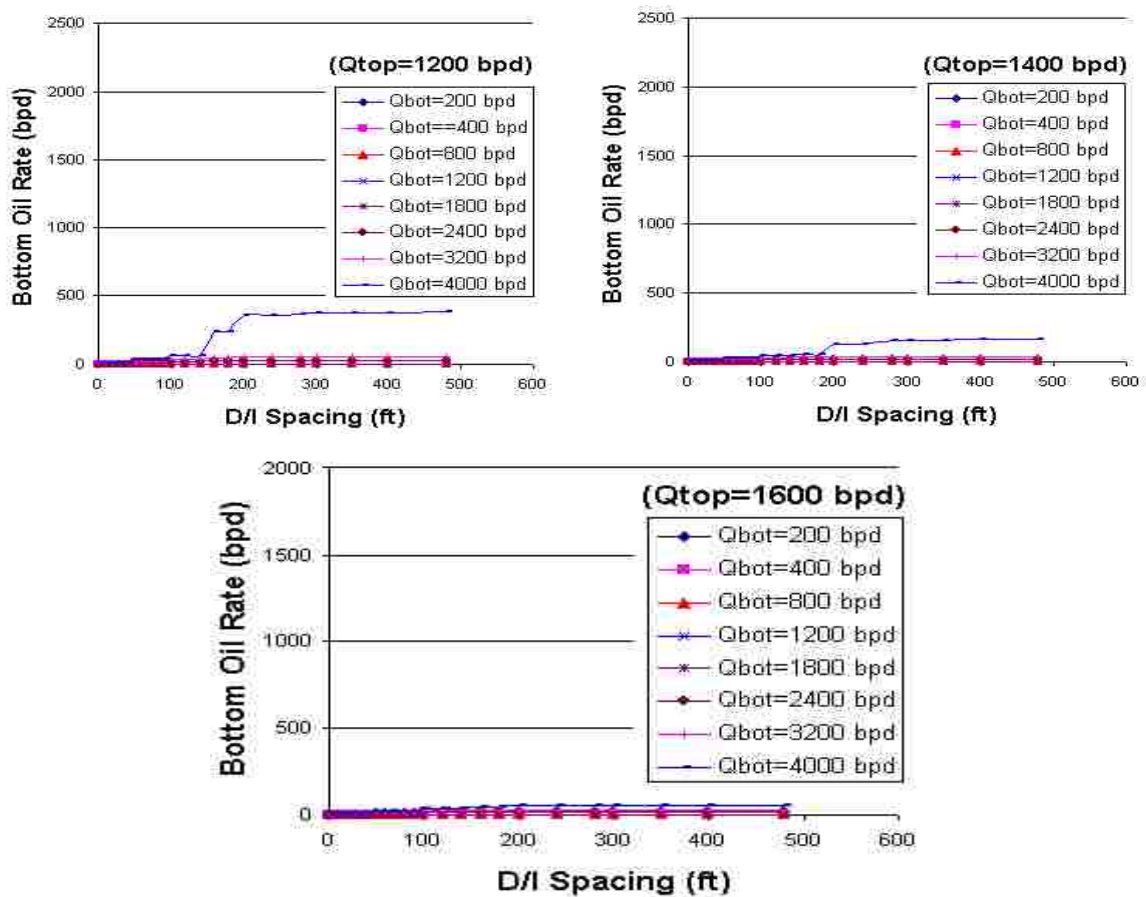 2500
2000
1500
1000
500
0
Bottom Oil Rate (bpd)
(Qtop=1200 bpd)
Qbot=200 bpd
Qbot==400 bpd
Qbot=800 bpd
Qbot=1200 bpd
Qbot=1800 bpd
Qbot=2400 bpd
Qbot=3200 bpd
Qbot=4000 bpd
0 100 200 300 400 500 600
D/I Spacing (ft)
2500
2000
1500
1000
500
0
Bottom Oil Rate (bpd)
(Qtop=1400 bpd)
Qbot=200 bpd
Qbot=400 bpd
Qbot=800 bpd
Qbot=1200 bpd
Qbot=1800 bpd
Qbot=2400 bpd
Qbot=3200 bpd
Qbot=4000 bpd
0 100 200 300 400 500 600
D/I Spacing (ft)
2000
1500
1000
500
0
Bottom Oil Rate (bpd)
(Qtop=1600 bpd)
Qbot=200 bpd
Qbot=400 bpd
Qbot=800 bpd
Qbot=1200 bpd
Qbot=1800 bpd
Qbot=2400 bpd
Qbot=3200 bpd
Qbot=4000 bpd
0 100 200 300 400 500 600
D/I Spacing (ft)